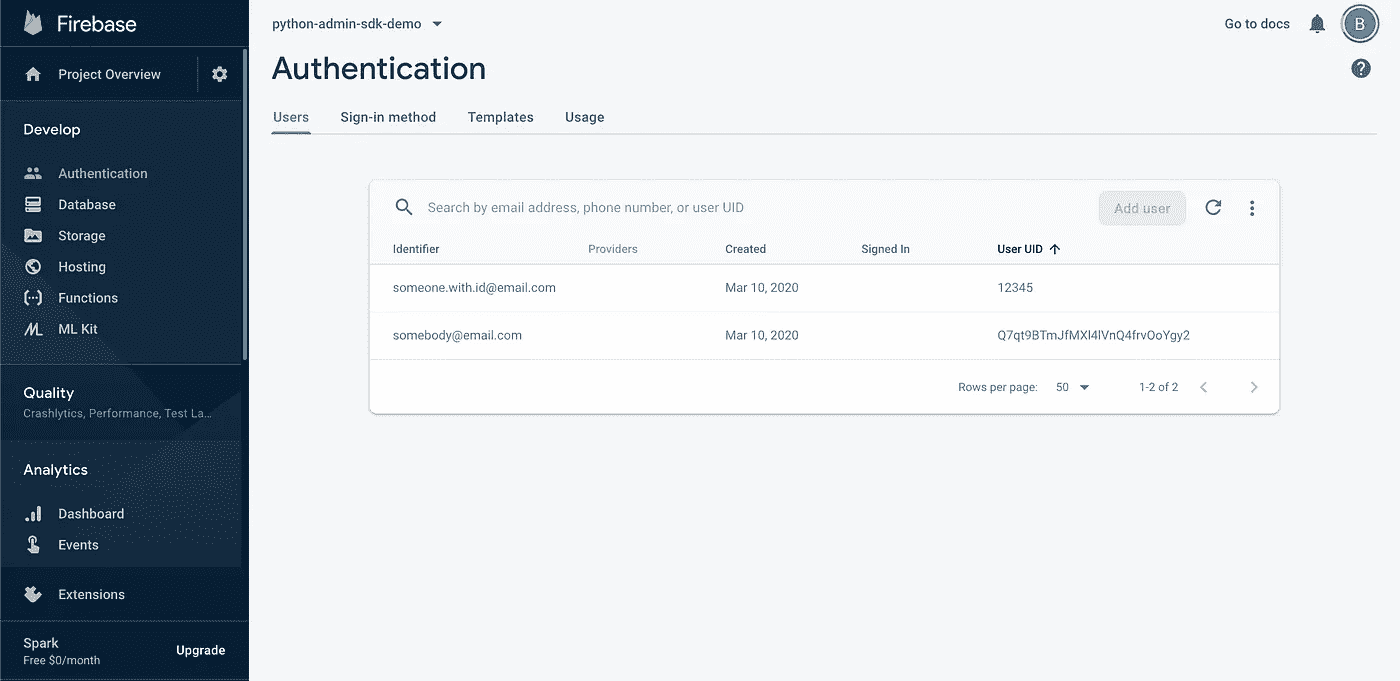 Firebase
Project Overview
Develop
Authentication
Database
Storage
Hosting
Functions
ML Kit
Quality
Crashlytics, Performance, Test La...
Analytics
Dashboard
Events
Extensions
Spark
Free $0/month
Upgrade
python-admin-sdk-demo
Go to docs
B
Authentication
Users Sign-in method Templates Usage
Search by email address, phone number, or user UID
Add user
Identifier Providers Created Signed In User UID
someone.with.id@email.com Mar 10, 2020 12345
somebody@email.com Mar 10, 2020 Q7qt9BTmJfMXl4lVnQ4frvOoYgy2
Rows per page: 50 1-2 of 2